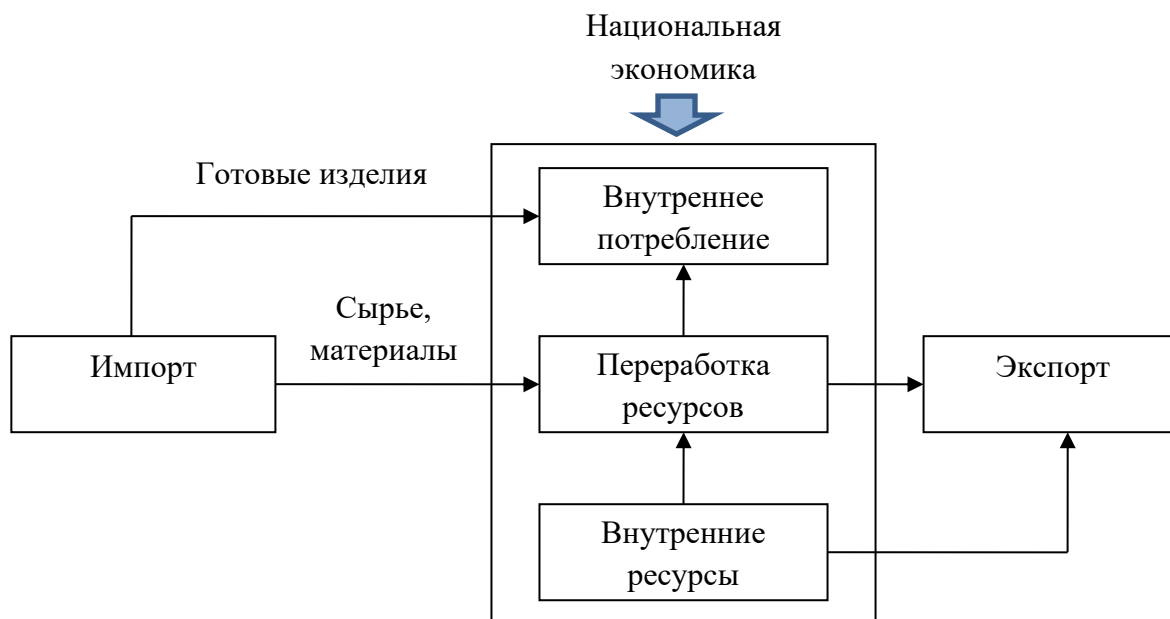 Национальная
экономика
Готовые изделия
Внутреннее
потребление
Сырье,
материалы
Импорт
Переработка
ресурсов
Экспорт
Внутренние
ресурсы